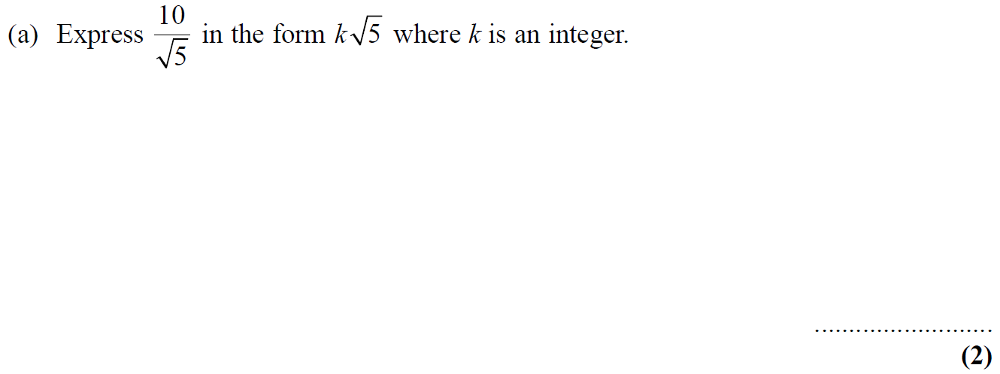 (a) Express 10/√5 in the form k√5 where k is an integer.
..........................
(2)